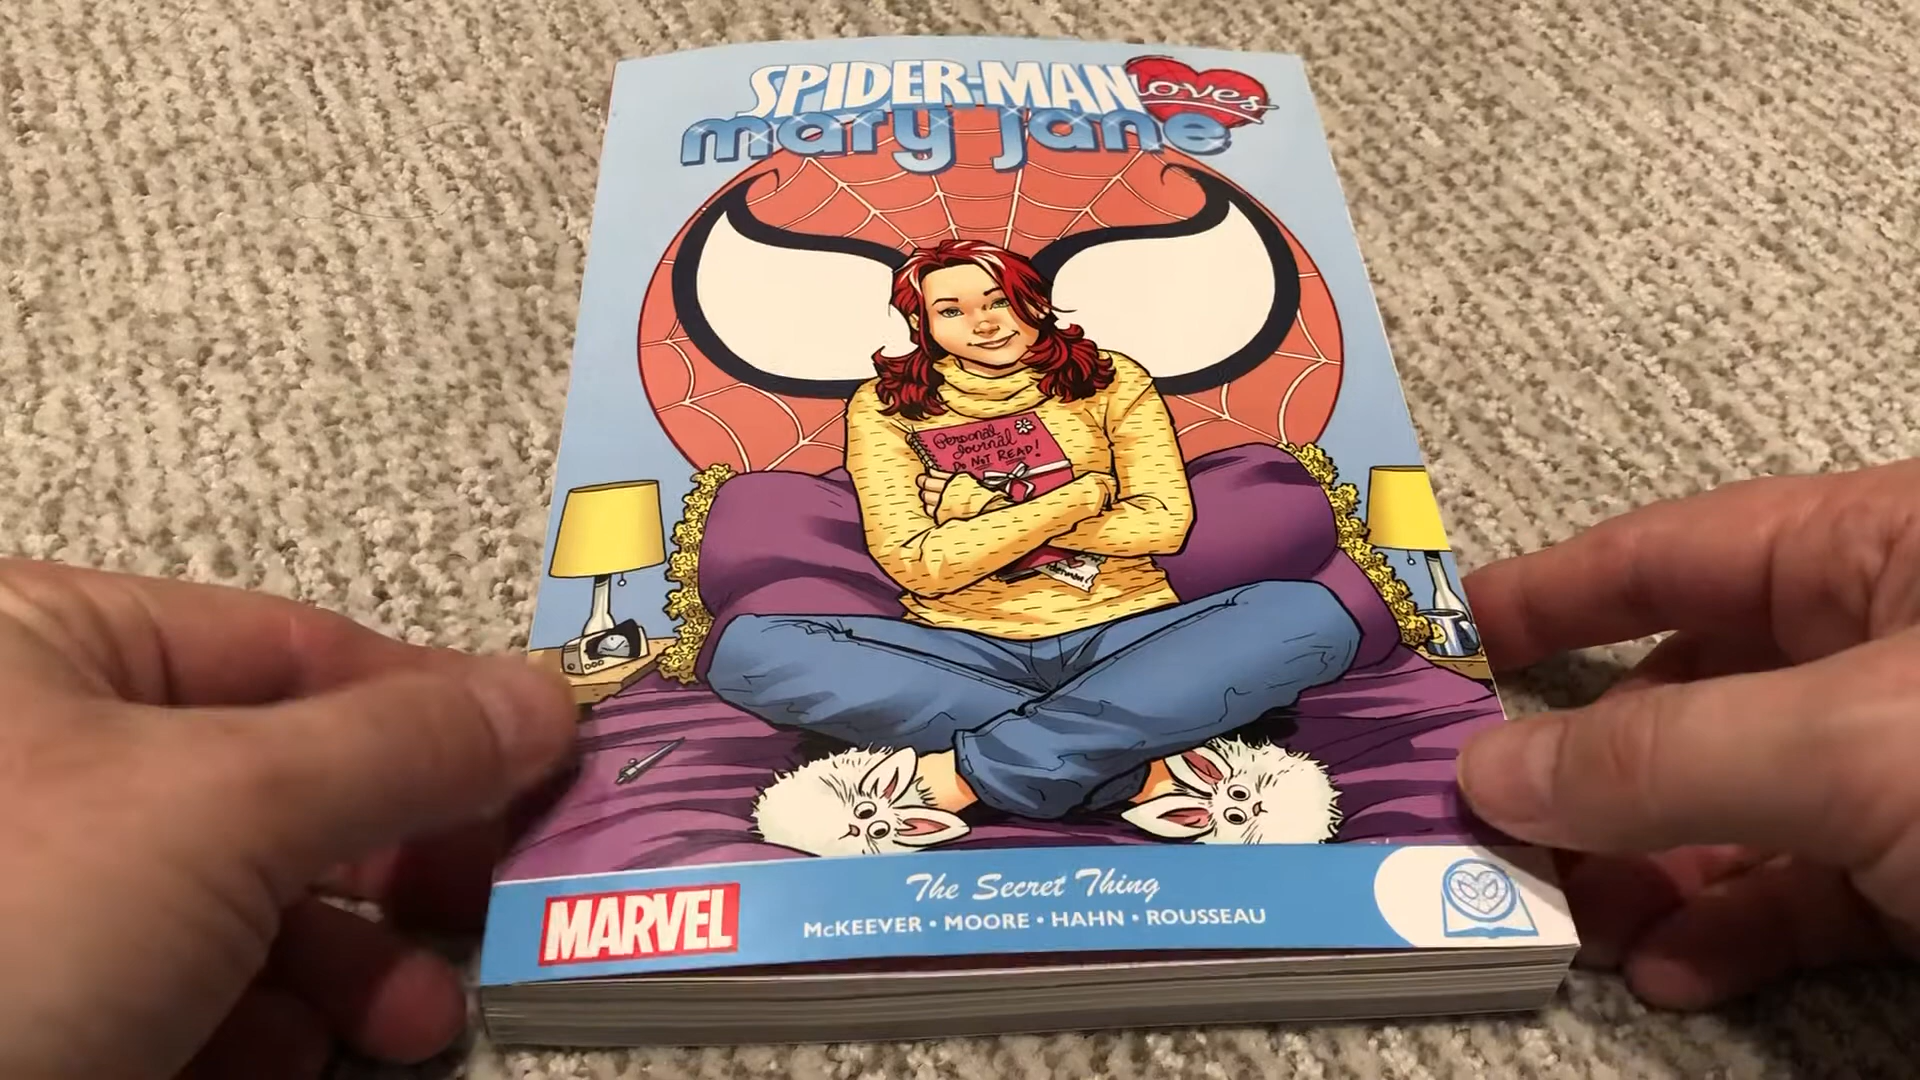 SPIDER-MAN loves
mary jane
Personal
Journal
DO NOT READ!
The Secret Thing
MARVEL
McKEEVER • MOORE • HAHN • ROUSSEAU